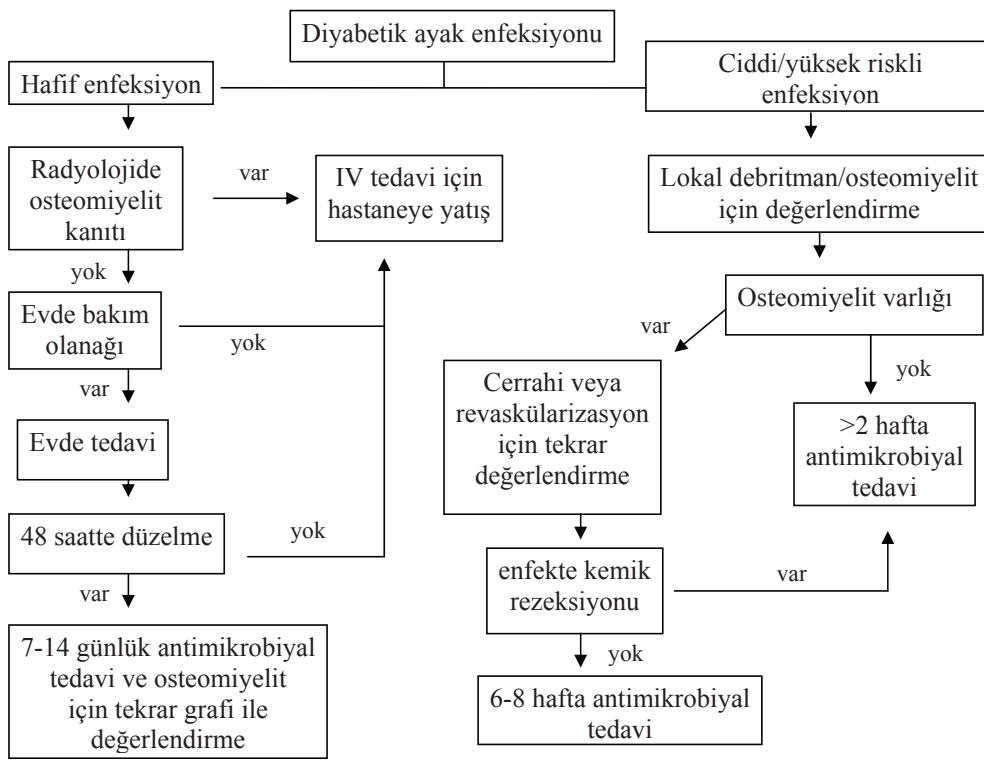 Diyabetik ayak enfeksiyonu
Hafif enfeksiyon
Ciddi/yüksek riskli
enfeksiyon
Radyolojide
osteomiyelit
kanıtı
var
IV tedavi için
hastaneye yatış
Lokal debritman/osteomiyelit
için değerlendirme
yok
Evde bakım
olanağı
yok
Osteomiyelit varlığı
var
var
Cerrahi veya
revaskülarizasyon
için tekrar
değerlendirme
yok
>2 hafta
antimikrobiyal
tedavi
Evde tedavi
48 saatte düzelme
yok
var
enfekte kemik
rezeksiyonu
var
yok
7-14 günlük antimikrobiyal
tedavi ve osteomiyelit
için tekrar grafi ile
değerlendirme
6-8 hafta antimikrobiyal
tedavi